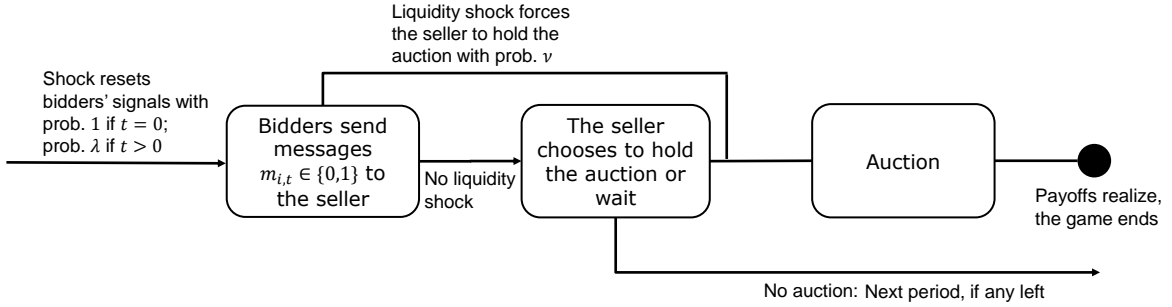 Liquidity shock forces
the seller to hold the
auction with prob. ν
Shock resets
bidders' signals with
prob. 1 if t = 0;
prob. λ if t > 0
Bidders send
messages
m_{i,t} ∈ {0,1} to
the seller
No liquidity
shock
The seller
chooses to hold
the auction or
wait
Auction
Payoffs realize,
the game ends
No auction: Next period, if any left